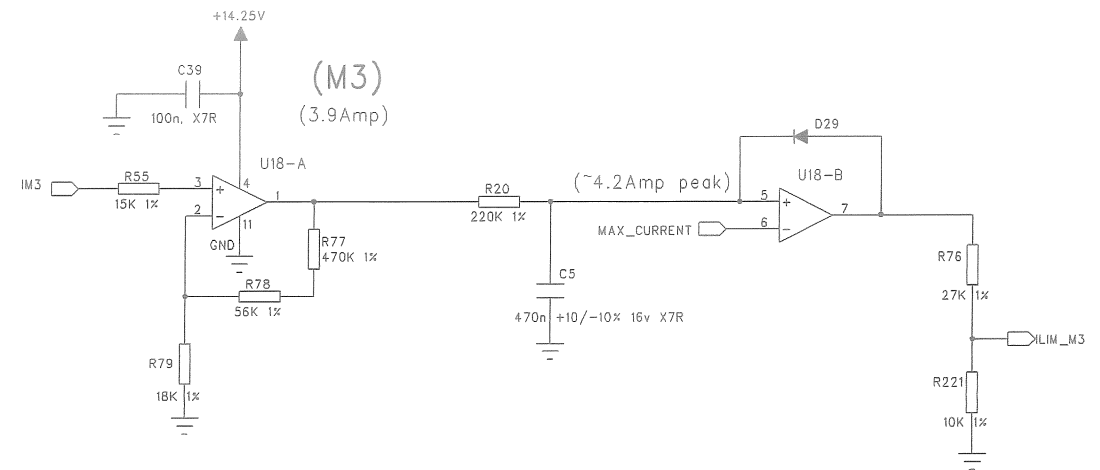 +14.25V
C39
100n, X7R
(M3)
(3.9Amp)
U18-A
IM3
R55
15K 1%
3
4
1
2
11
GND
R77
470K 1%
R78
56K 1%
R79
18K 1%
R20
220K 1%
(~4.2Amp peak)
C5
470n +10/-10% 16v X7R
D29
U18-B
5
6
7
MAX_CURRENT
R76
27K 1%
ILIM_M3
R221
10K 1%